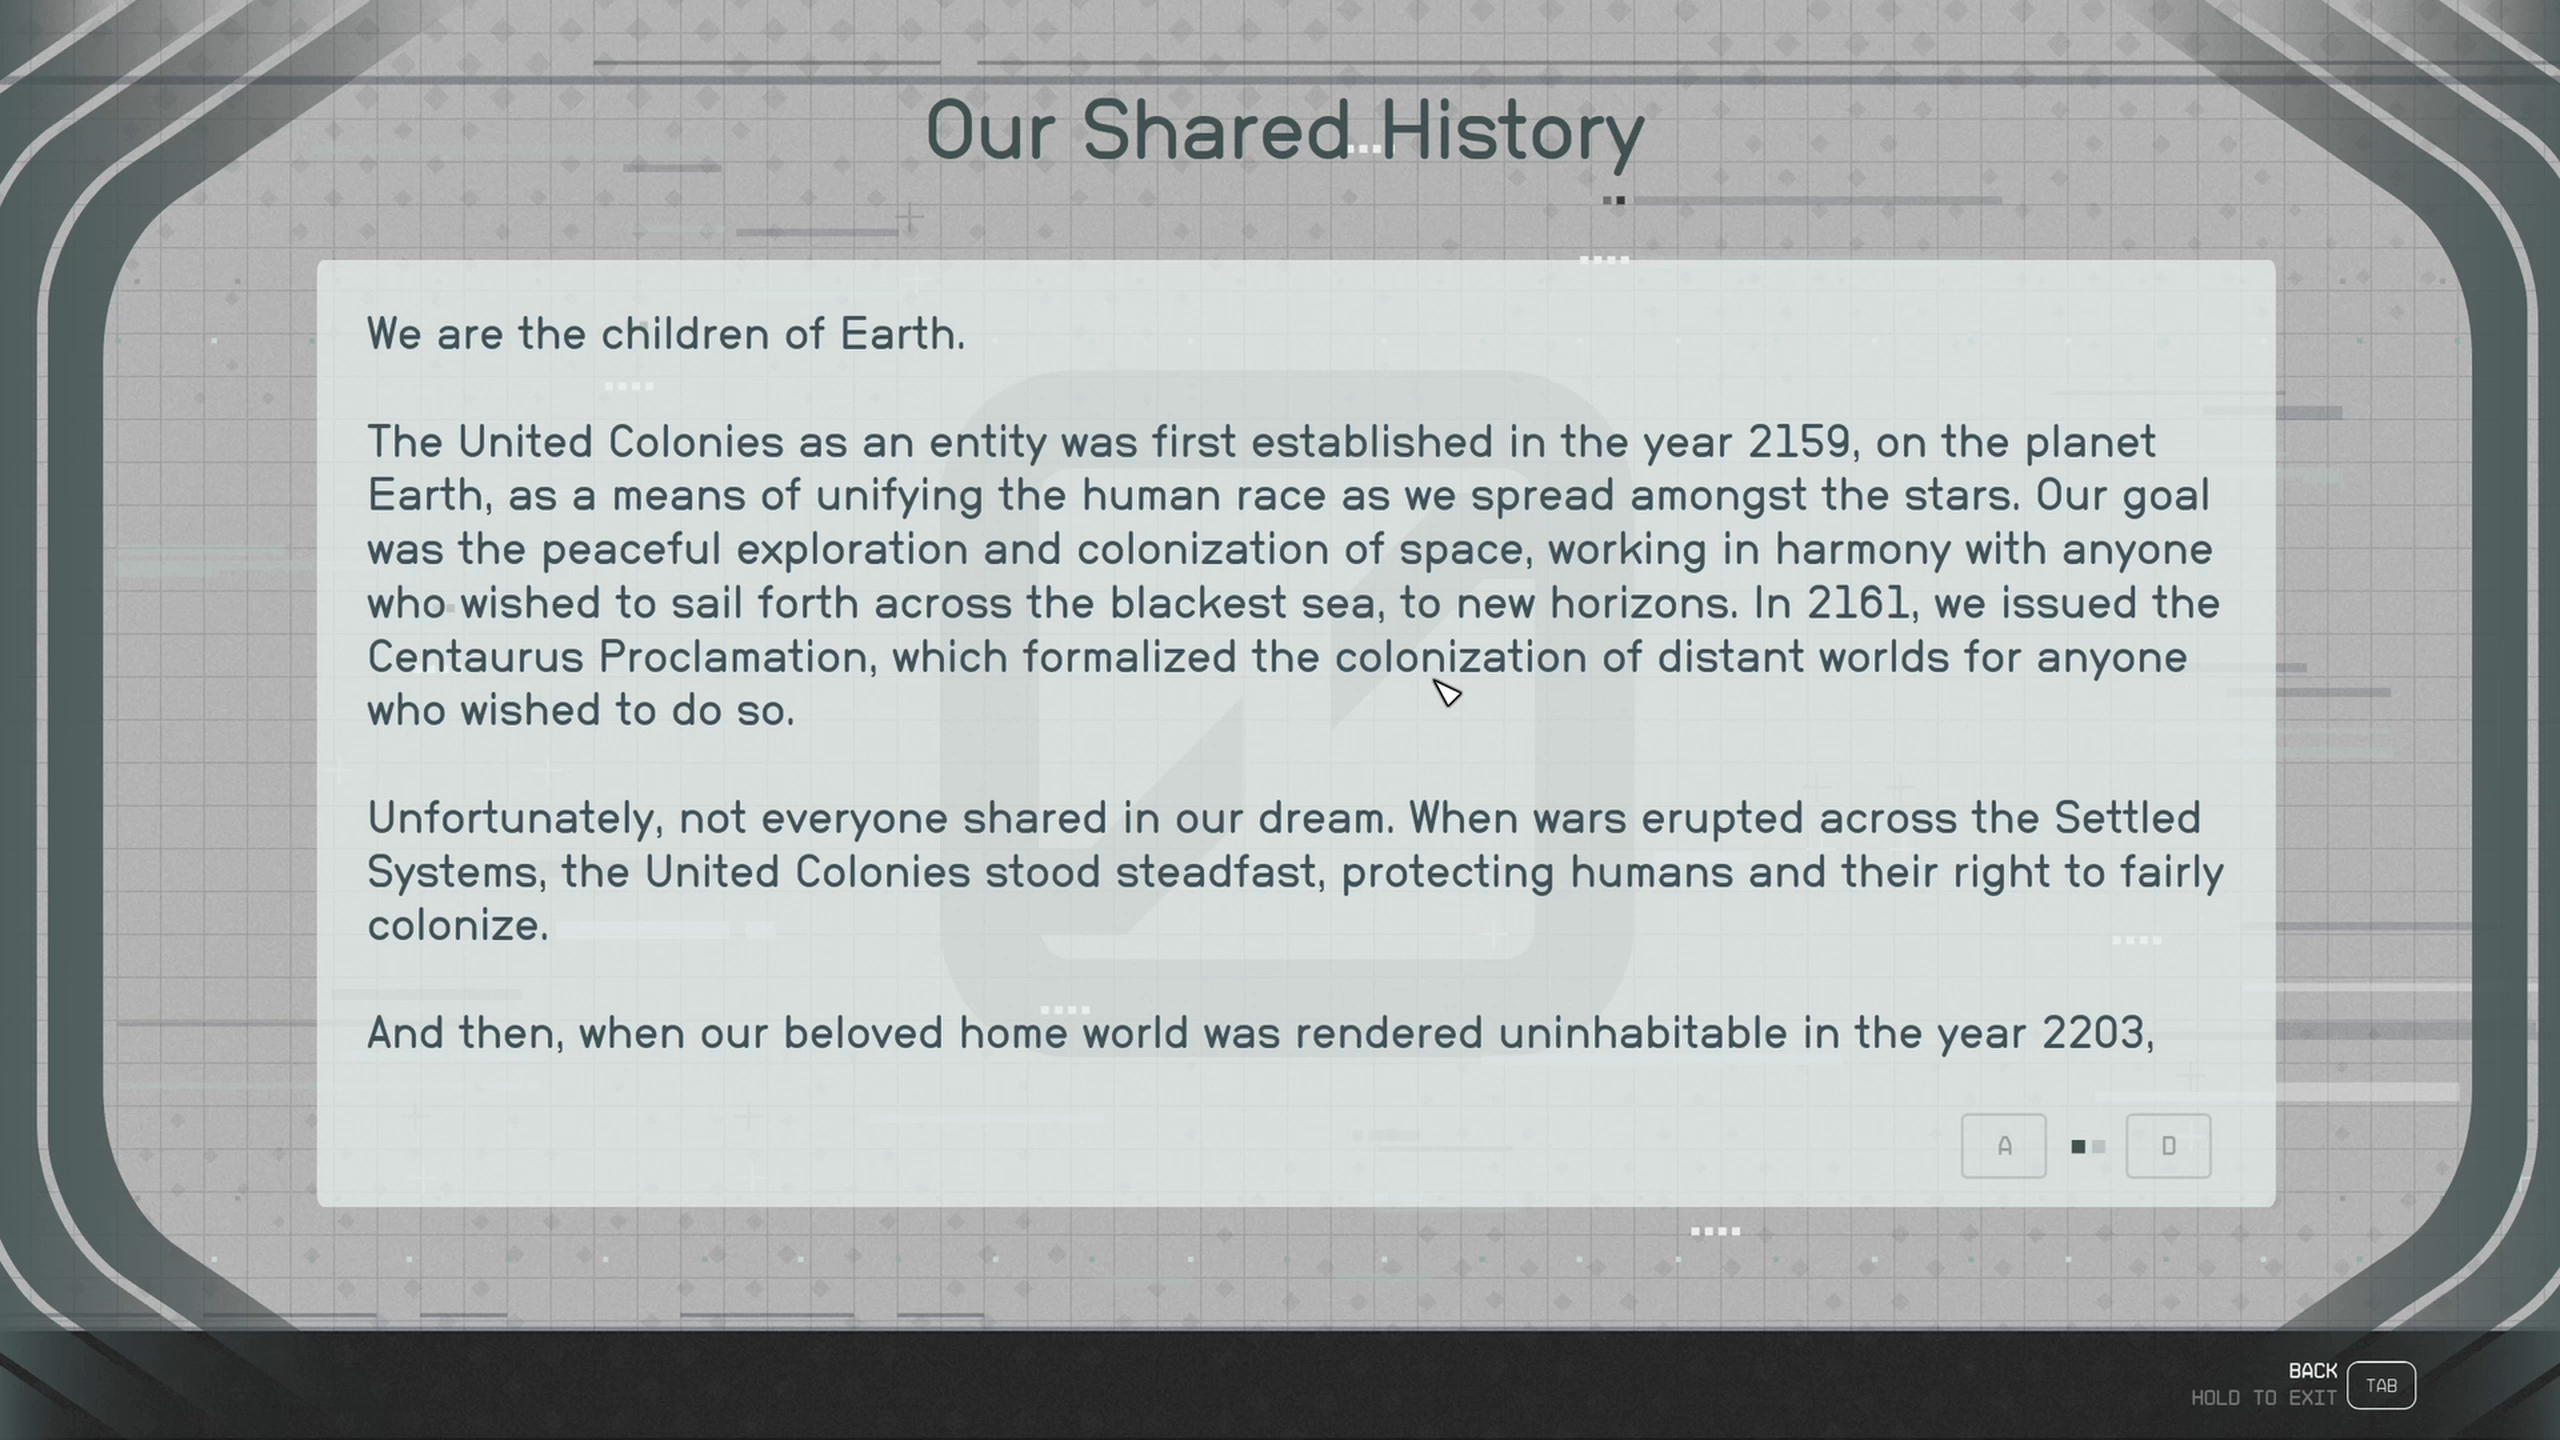 Our Shared History
We are the children of Earth.
The United Colonies as an entity was first established in the year 2159, on the planet
Earth, as a means of unifying the human race as we spread amongst the stars. Our goal
was the peaceful exploration and colonization of space, working in harmony with anyone
who wished to sail forth across the blackest sea, to new horizons. In 2161, we issued the
Centaurus Proclamation, which formalized the colonization of distant worlds for anyone
who wished to do so.
Unfortunately, not everyone shared in our dream. When wars erupted across the Settled
Systems, the United Colonies stood steadfast, protecting humans and their right to fairly
colonize.
And then, when our beloved home world was rendered uninhabitable in the year 2203,
A D
BACK
HOLD TO EXIT
TAB